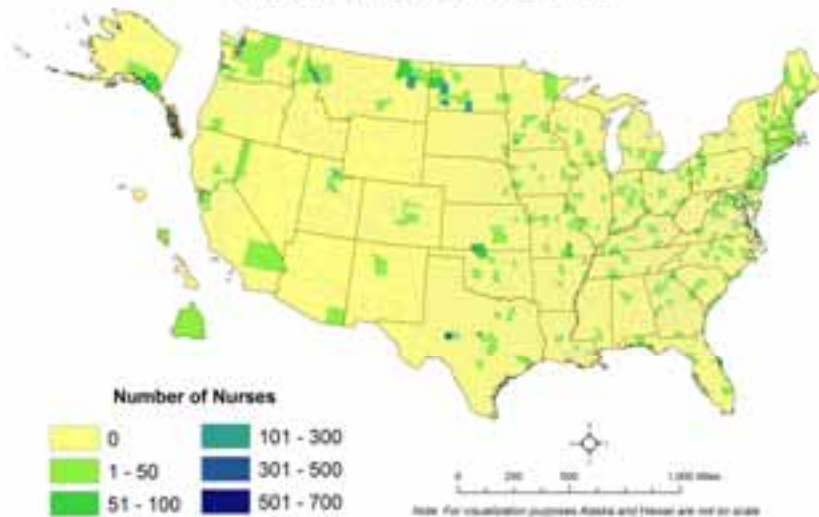 Number of Nurses
0
1 - 50
51 - 100
101 - 300
301 - 500
501 - 700
0 200 500 1,000 Miles
Note: For visualization purposes Alaska and Hawaii are not on scale